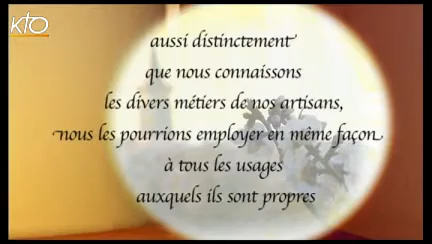 KTO
aussi distinctement
que nous connaissons
les divers métiers de nos artisans,
nous les pourrions employer en même façon
à tous les usages
auxquels ils sont propres